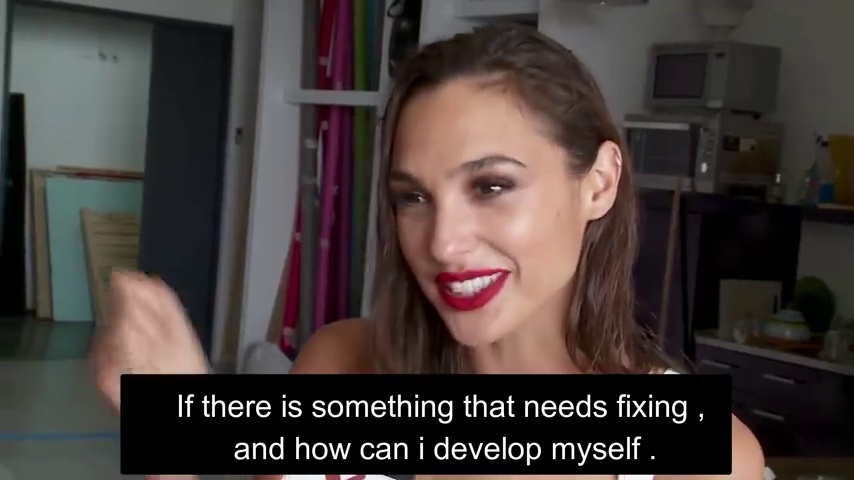 If there is something that needs fixing ,
and how can i develop myself .